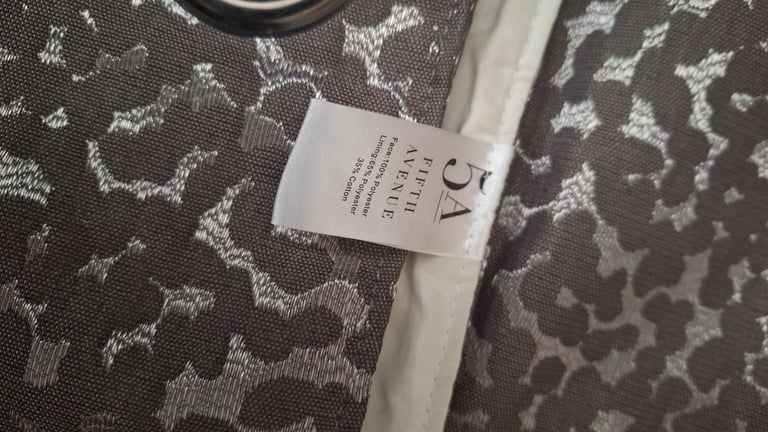 5A
FIFTH
AVENUE
Face:100% Polyester
Lining:65% Polyester
35% Cotton